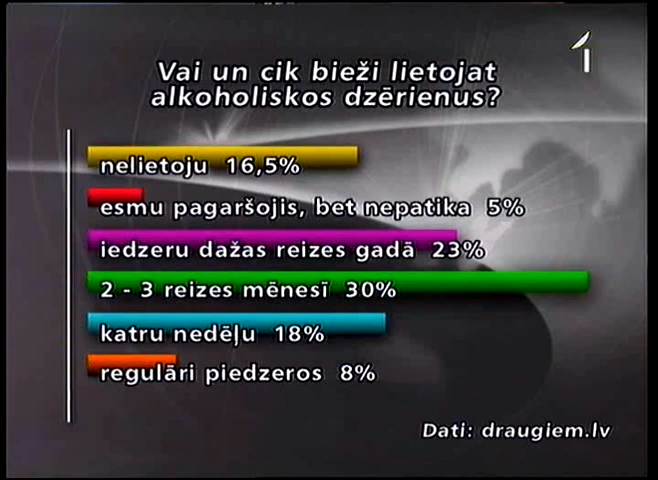 1
Vai un cik bieži lietojat
alkoholiskos dzērienus?
nelietoju 16,5%
esmu pagaršojis, bet nepatika 5%
iedzeru dažas reizes gadā 23%
2 - 3 reizes mēnesī 30%
katru nedēļu 18%
regulāri piedzeros 8%
Dati: draugiem.lv